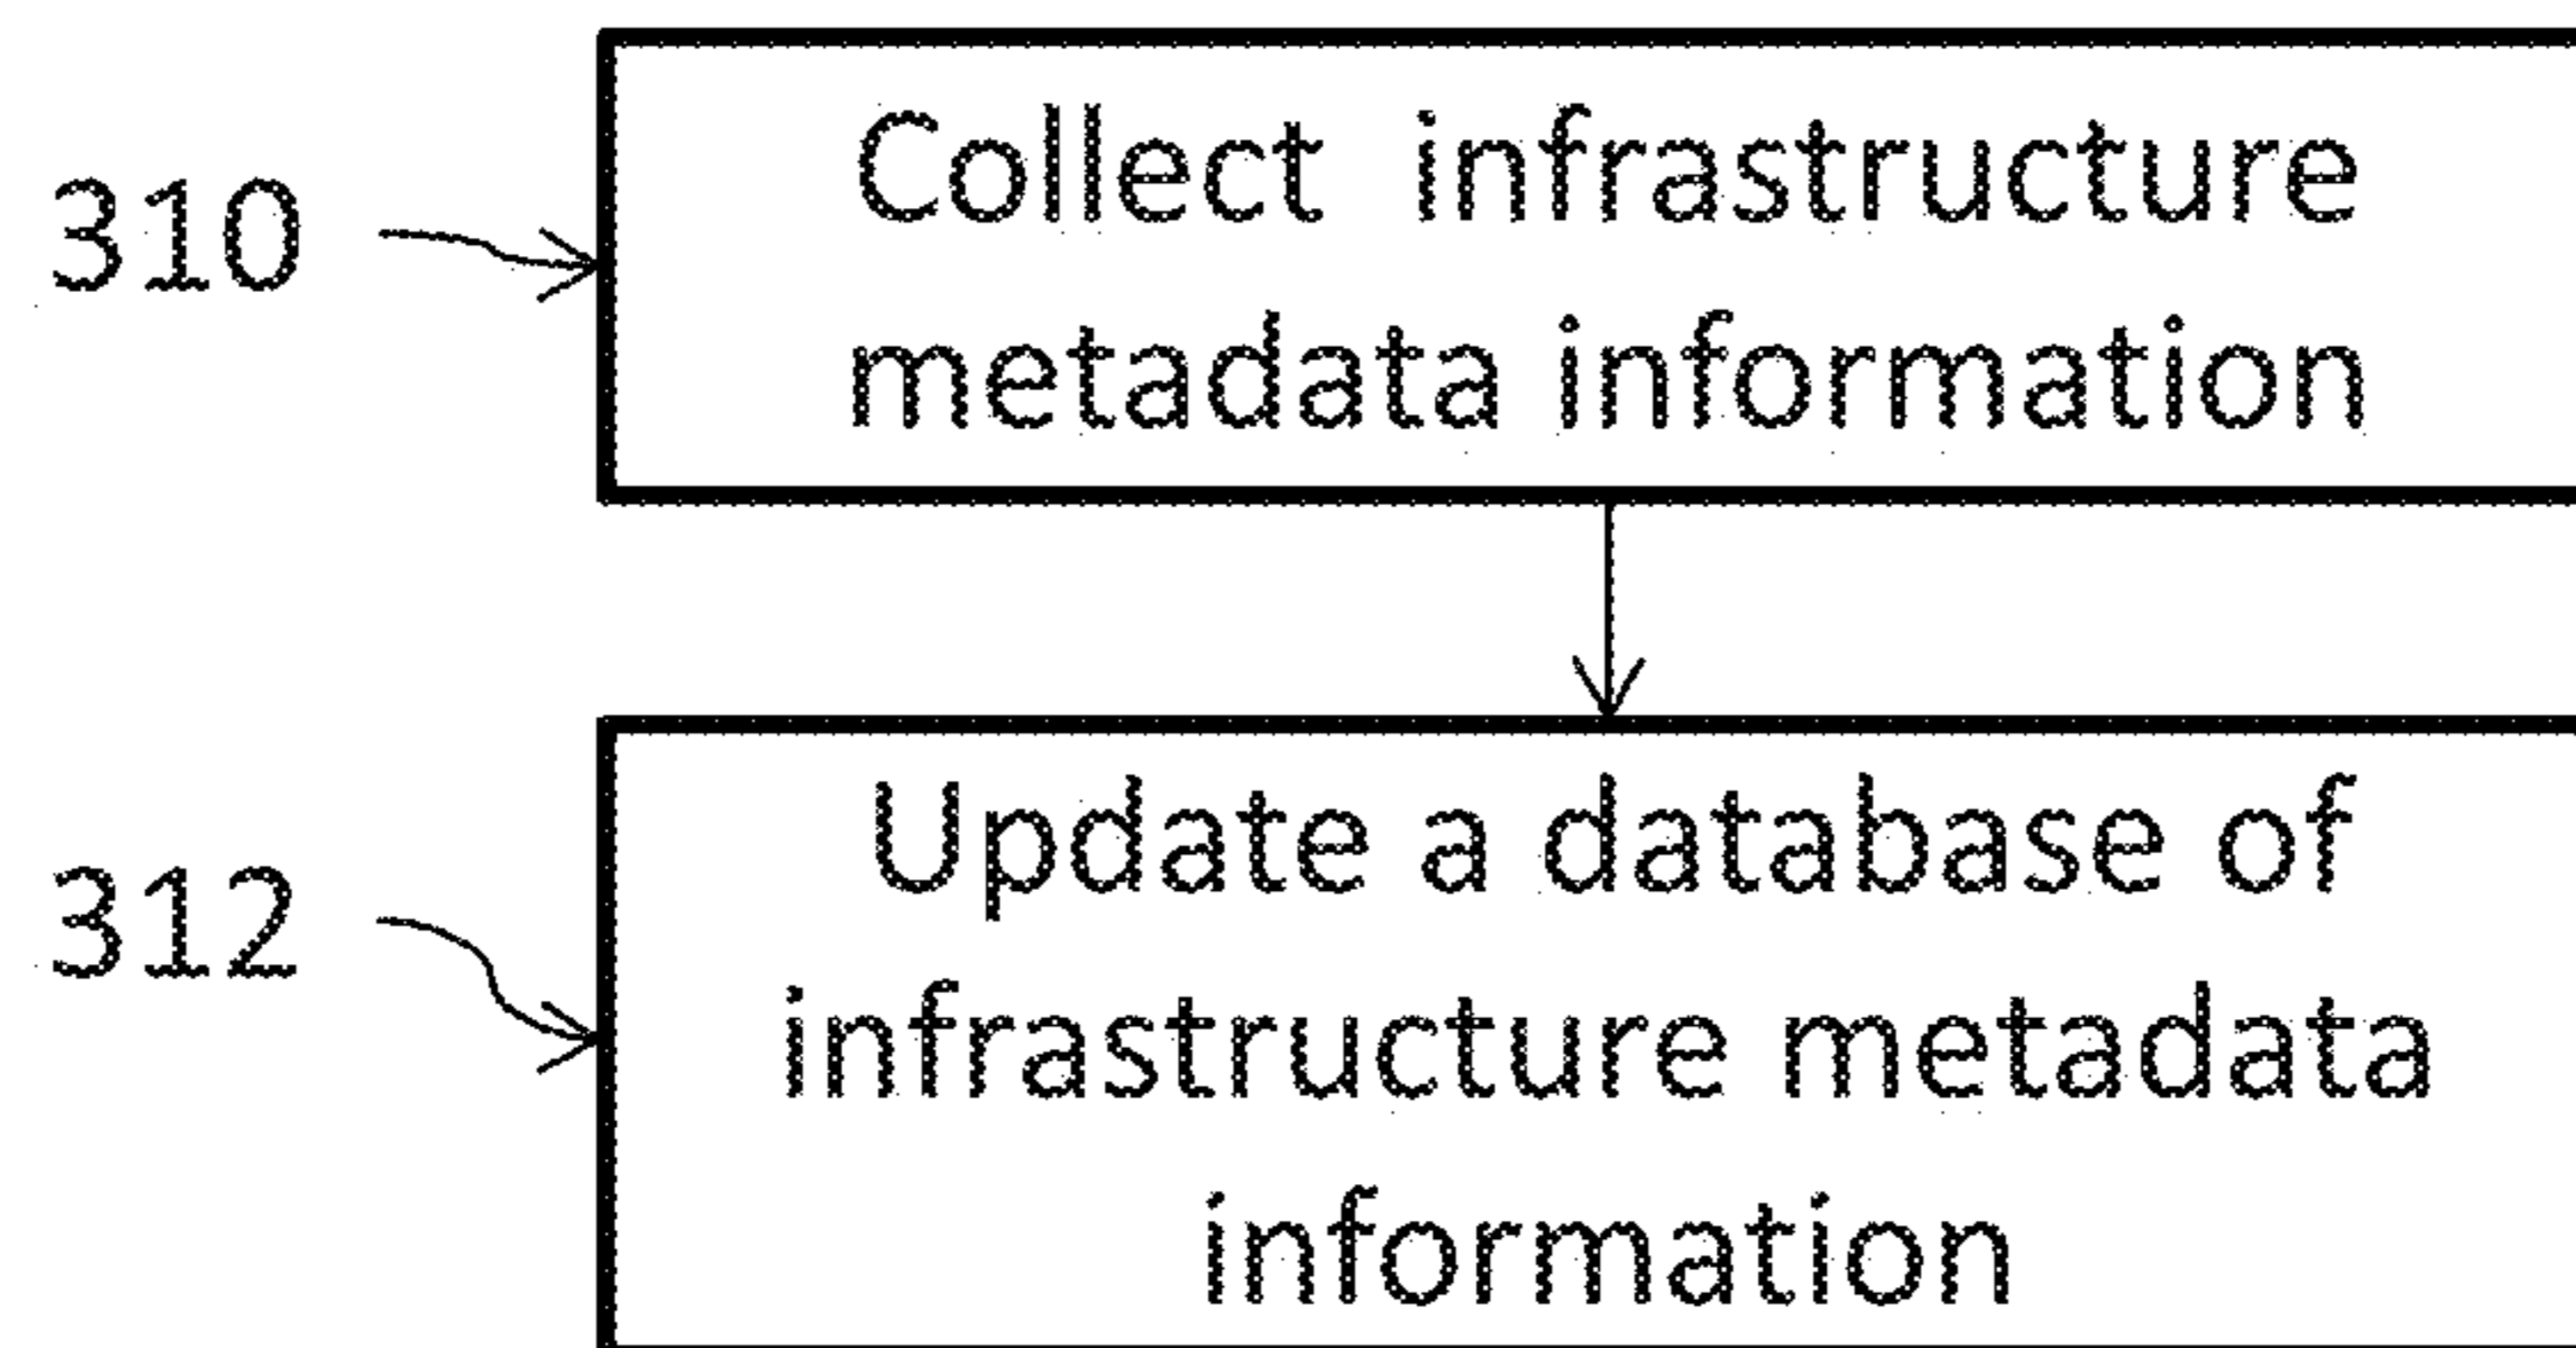 310
Collect infrastructure
metadata information
312
Update a database of
infrastructure metadata
information